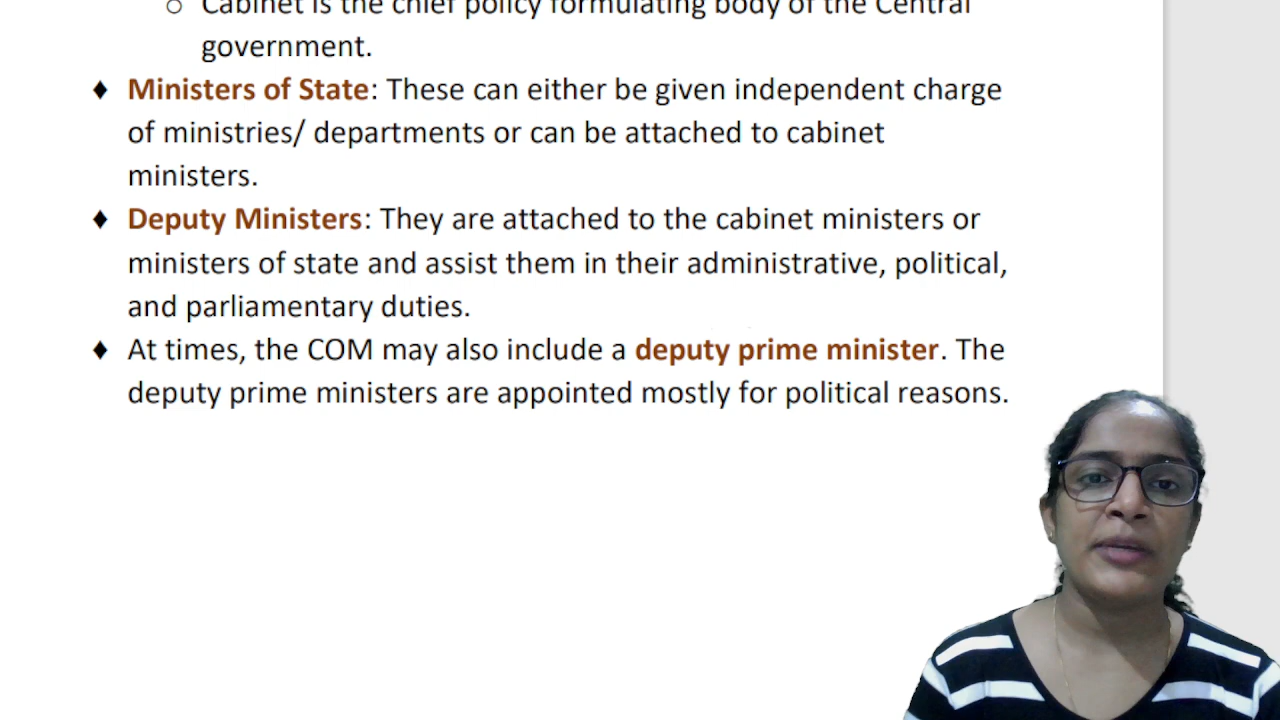 ○ Cabinet is the chief policy formulating body of the Central
government.
♦ Ministers of State: These can either be given independent charge
of ministries/ departments or can be attached to cabinet
ministers.
♦ Deputy Ministers: They are attached to the cabinet ministers or
ministers of state and assist them in their administrative, political,
and parliamentary duties.
♦ At times, the COM may also include a deputy prime minister. The
deputy prime ministers are appointed mostly for political reasons.